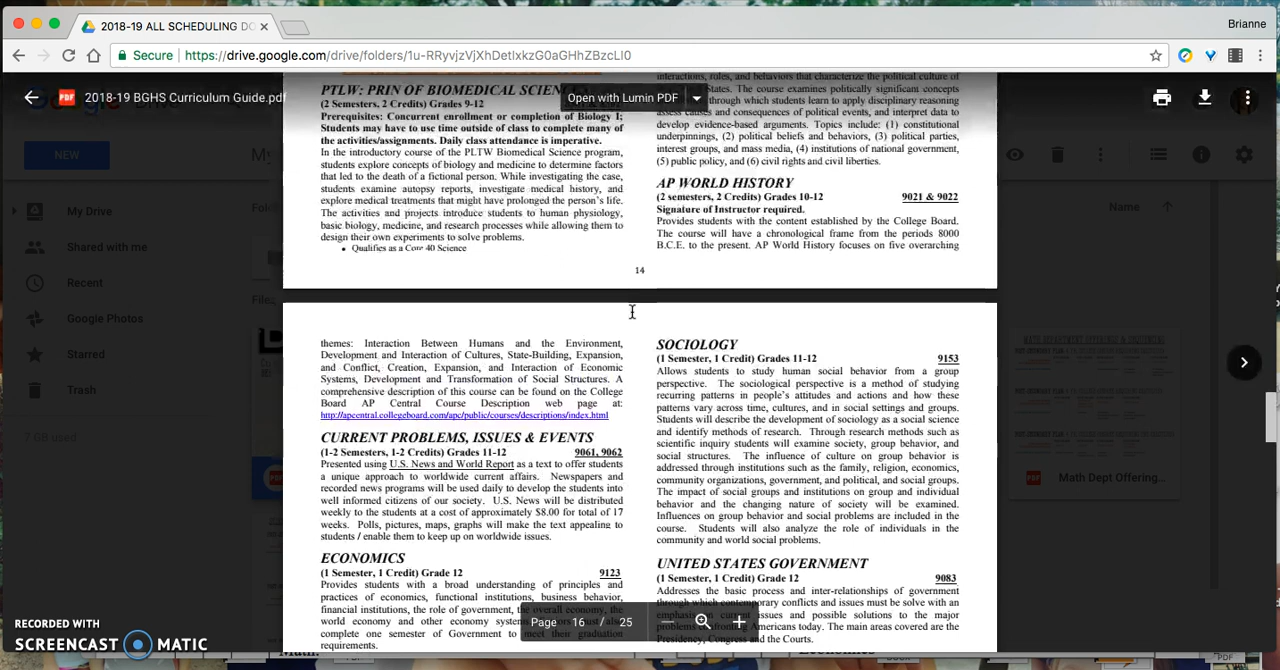 2018-19 ALL SCHEDULING DO
Brianne
Secure
https://drive.google.com/drive/folders/1u-RRyvjzVjXhDetIxkzG0aGHhZBzcLI0
PDF
2018-19 BGHS Curriculum Guide.pdf
Open with Lumin PDF
NEW
My Drive
Shared with me
Recent
Google Photos
Starred
Trash
7 GB used
Name
Math Dept Offering...
PTLW: PRIN OF BIOMEDICAL SCIEN
(2 Semesters, 2 Credits) Grades 9-12
Prerequisites: Concurrent enrollment or completion of Biology I;
Students may have to use time outside of class to complete many of
the activities/assignments. Daily class attendance is imperative.
In the introductory course of the PLTW Biomedical Science program,
students explore concepts of biology and medicine to determine factors
that led to the death of a fictional person. While investigating the case,
students examine autopsy reports, investigate medical history, and
explore medical treatments that might have prolonged the person's life.
The activities and projects introduce students to human physiology,
basic biology, medicine, and research processes while allowing them to
design their own experiments to solve problems.
• Qualifies as a Core 40 Science
interactions, rules, and behaviors that characterize the political culture of
States. The course examines politically significant concepts
through which students learn to apply disciplinary reasoning
assess causes and consequences of political events, and interpret data to
develop evidence-based arguments. Topics include: (1) constitutional
underpinnings, (2) political beliefs and behaviors, (3) political parties,
interest groups, and mass media, (4) institutions of national government,
(5) public policy, and (6) civil rights and civil liberties.
AP WORLD HISTORY
(2 semesters, 2 Credits) Grades 10-12 9021 & 9022
Signature of Instructor required.
Provides students with the content established by the College Board.
The course will have a chronological frame from the periods 8000
B.C.E. to the present. AP World History focuses on five overarching
14
themes: Interaction Between Humans and the Environment,
Development and Interaction of Cultures, State-Building, Expansion,
and Conflict, Creation, Expansion, and Interaction of Economic
Systems, Development and Transformation of Social Structures. A
comprehensive description of this course can be found on the College
Board AP Central Course Description web page at:
http://apcentral.collegeboard.com/apc/public/courses/descriptions/index.html
CURRENT PROBLEMS, ISSUES & EVENTS
(1-2 Semesters, 1-2 Credits) Grades 11-12 9061, 9062
Presented using U.S. News and World Report as a text to offer students
a unique approach to worldwide current affairs. Newspapers and
recorded news programs will be used daily to develop the students into
well informed citizens of our society. U.S. News will be distributed
weekly to the students at a cost of approximately $8.00 for total of 17
weeks. Polls, pictures, maps, graphs will make the text appealing to
students / enable them to keep up on worldwide issues.
ECONOMICS
(1 Semester, 1 Credit) Grade 12 9123
Provides students with a broad understanding of principles and
practices of economics, functional institutions, business behavior,
financial institutions, the role of government, the overall economy, the
world economy and other economy systems. must also
complete one semester of Government to meet their graduation
requirements.
SOCIOLOGY
(1 Semester, 1 Credit) Grades 11-12 9153
Allows students to study human social behavior from a group
perspective. The sociological perspective is a method of studying
recurring patterns in people's attitudes and actions and how these
patterns vary across time, cultures, and in social settings and groups.
Students will describe the development of sociology as a social science
and identify methods of research. Through research methods such as
scientific inquiry students will examine society, group behavior, and
social structures. The influence of culture on group behavior is
addressed through institutions such as the family, religion, economics,
community organizations, government, and political, and social groups.
The impact of social groups and institutions on group and individual
behavior and the changing nature of society will be examined.
Influences on group behavior and social problems are included in the
course. Students will also analyze the role of individuals in the
community and world social problems.
UNITED STATES GOVERNMENT
(1 Semester, 1 Credit) Grade 12 9083
Addresses the basic process and inter-relationships of government
through which contemporary conflicts and issues must be solve with an
emphasis on current issues and possible solutions to the major
problems confronting Americans today. The main areas covered are the
Presidency, Congress and the Courts.
Page 16 / 25
RECORDED WITH
SCREENCAST MATIC